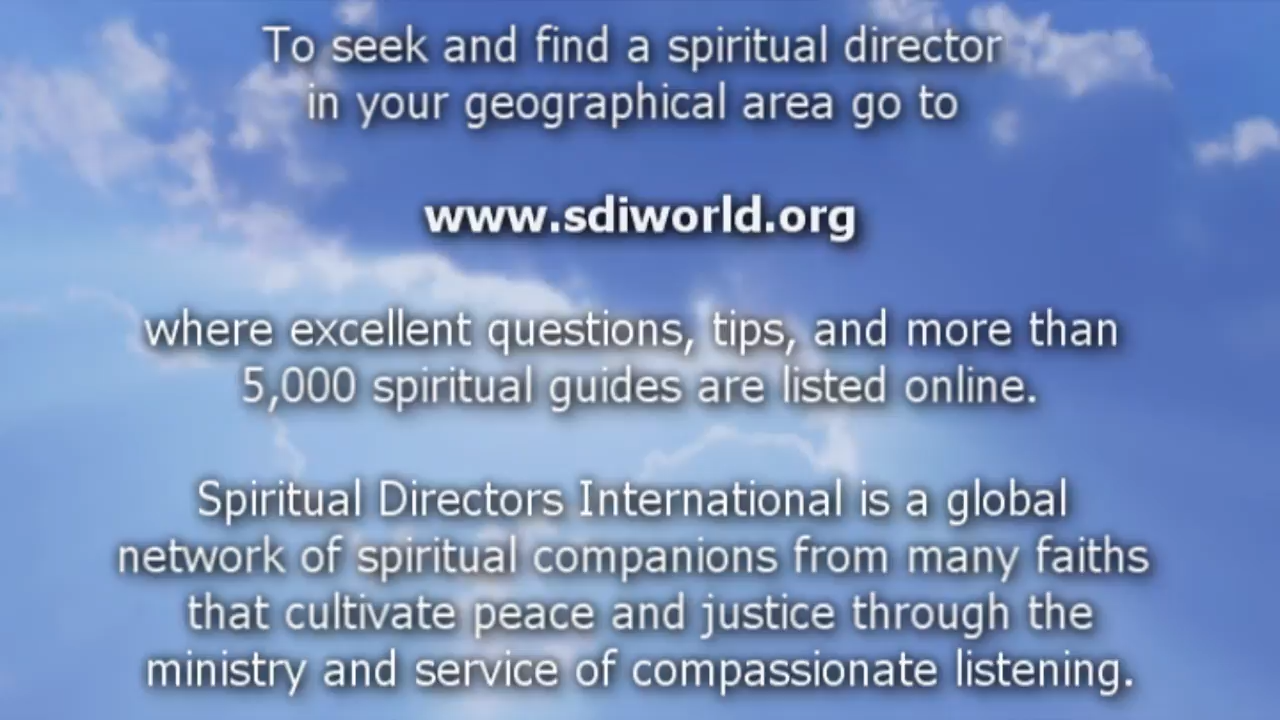 To seek and find a spiritual director
in your geographical area go to
www.sdiworld.org
where excellent questions, tips, and more than
5,000 spiritual guides are listed online.
Spiritual Directors International is a global
network of spiritual companions from many faiths
that cultivate peace and justice through the
ministry and service of compassionate listening.